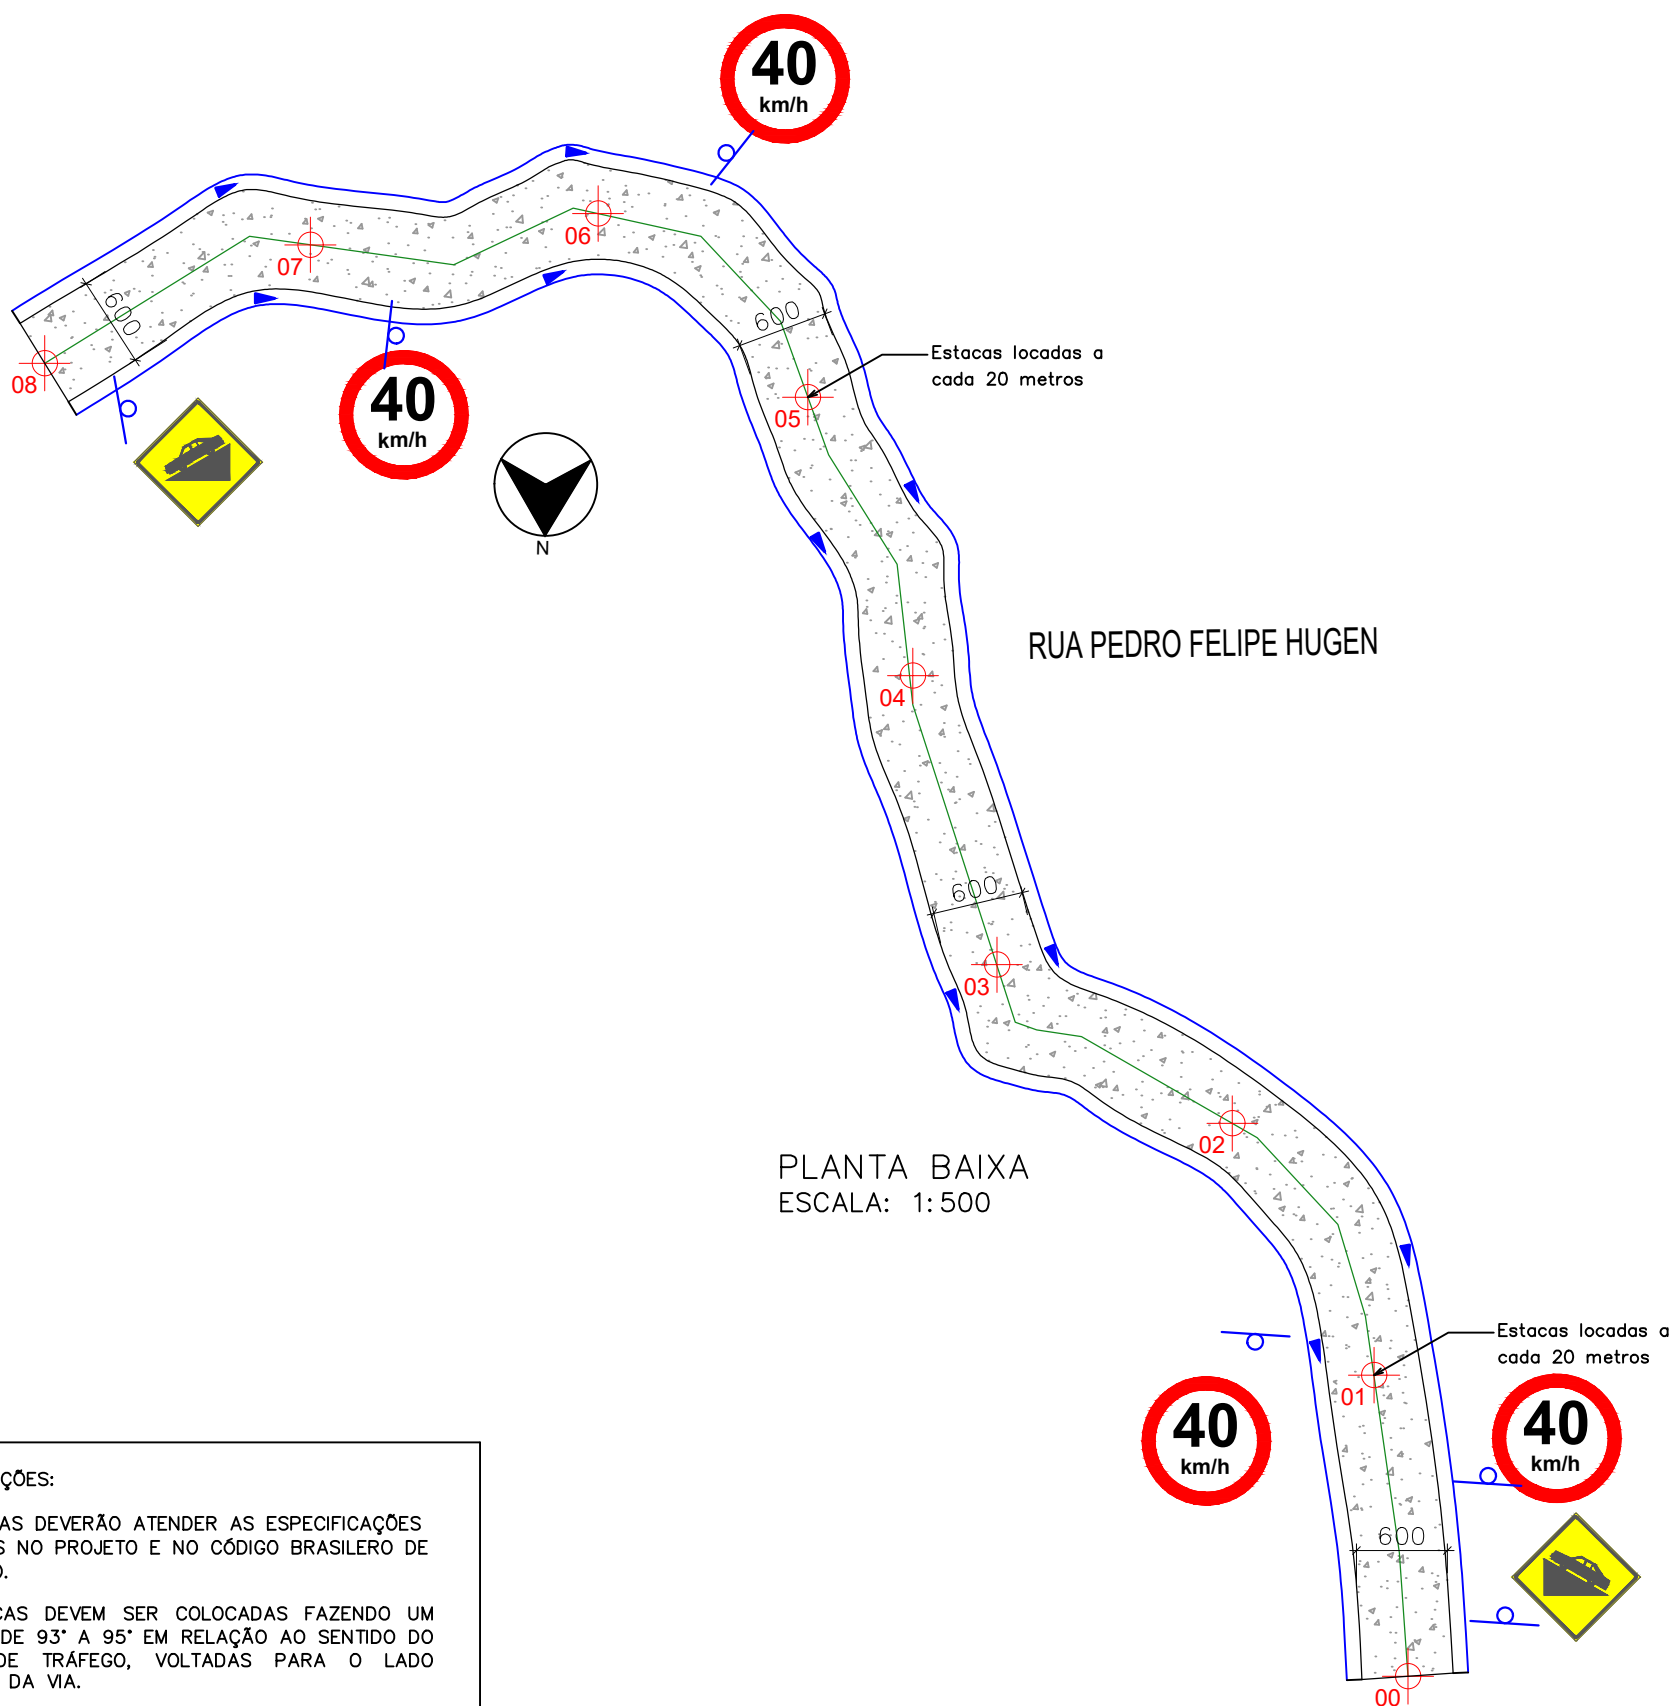 40
km/h
06
07
600
08
600
Estacas locadas a
cada 20 metros
05
40
km/h
N
RUA PEDRO FELIPE HUGEN
04
600
03
02
PLANTA BAIXA
ESCALA: 1:500
Estacas locadas a
cada 20 metros
01
40
km/h
40
km/h
600
00
ÇÕES:
AS DEVERÃO ATENDER AS ESPECIFICAÇÕES
S NO PROJETO E NO CÓDIGO BRASILERO DE
O.
CAS DEVEM SER COLOCADAS FAZENDO UM
DE 93° A 95° EM RELAÇÃO AO SENTIDO DO
DE TRÁFEGO, VOLTADAS PARA O LADO
DA VIA.